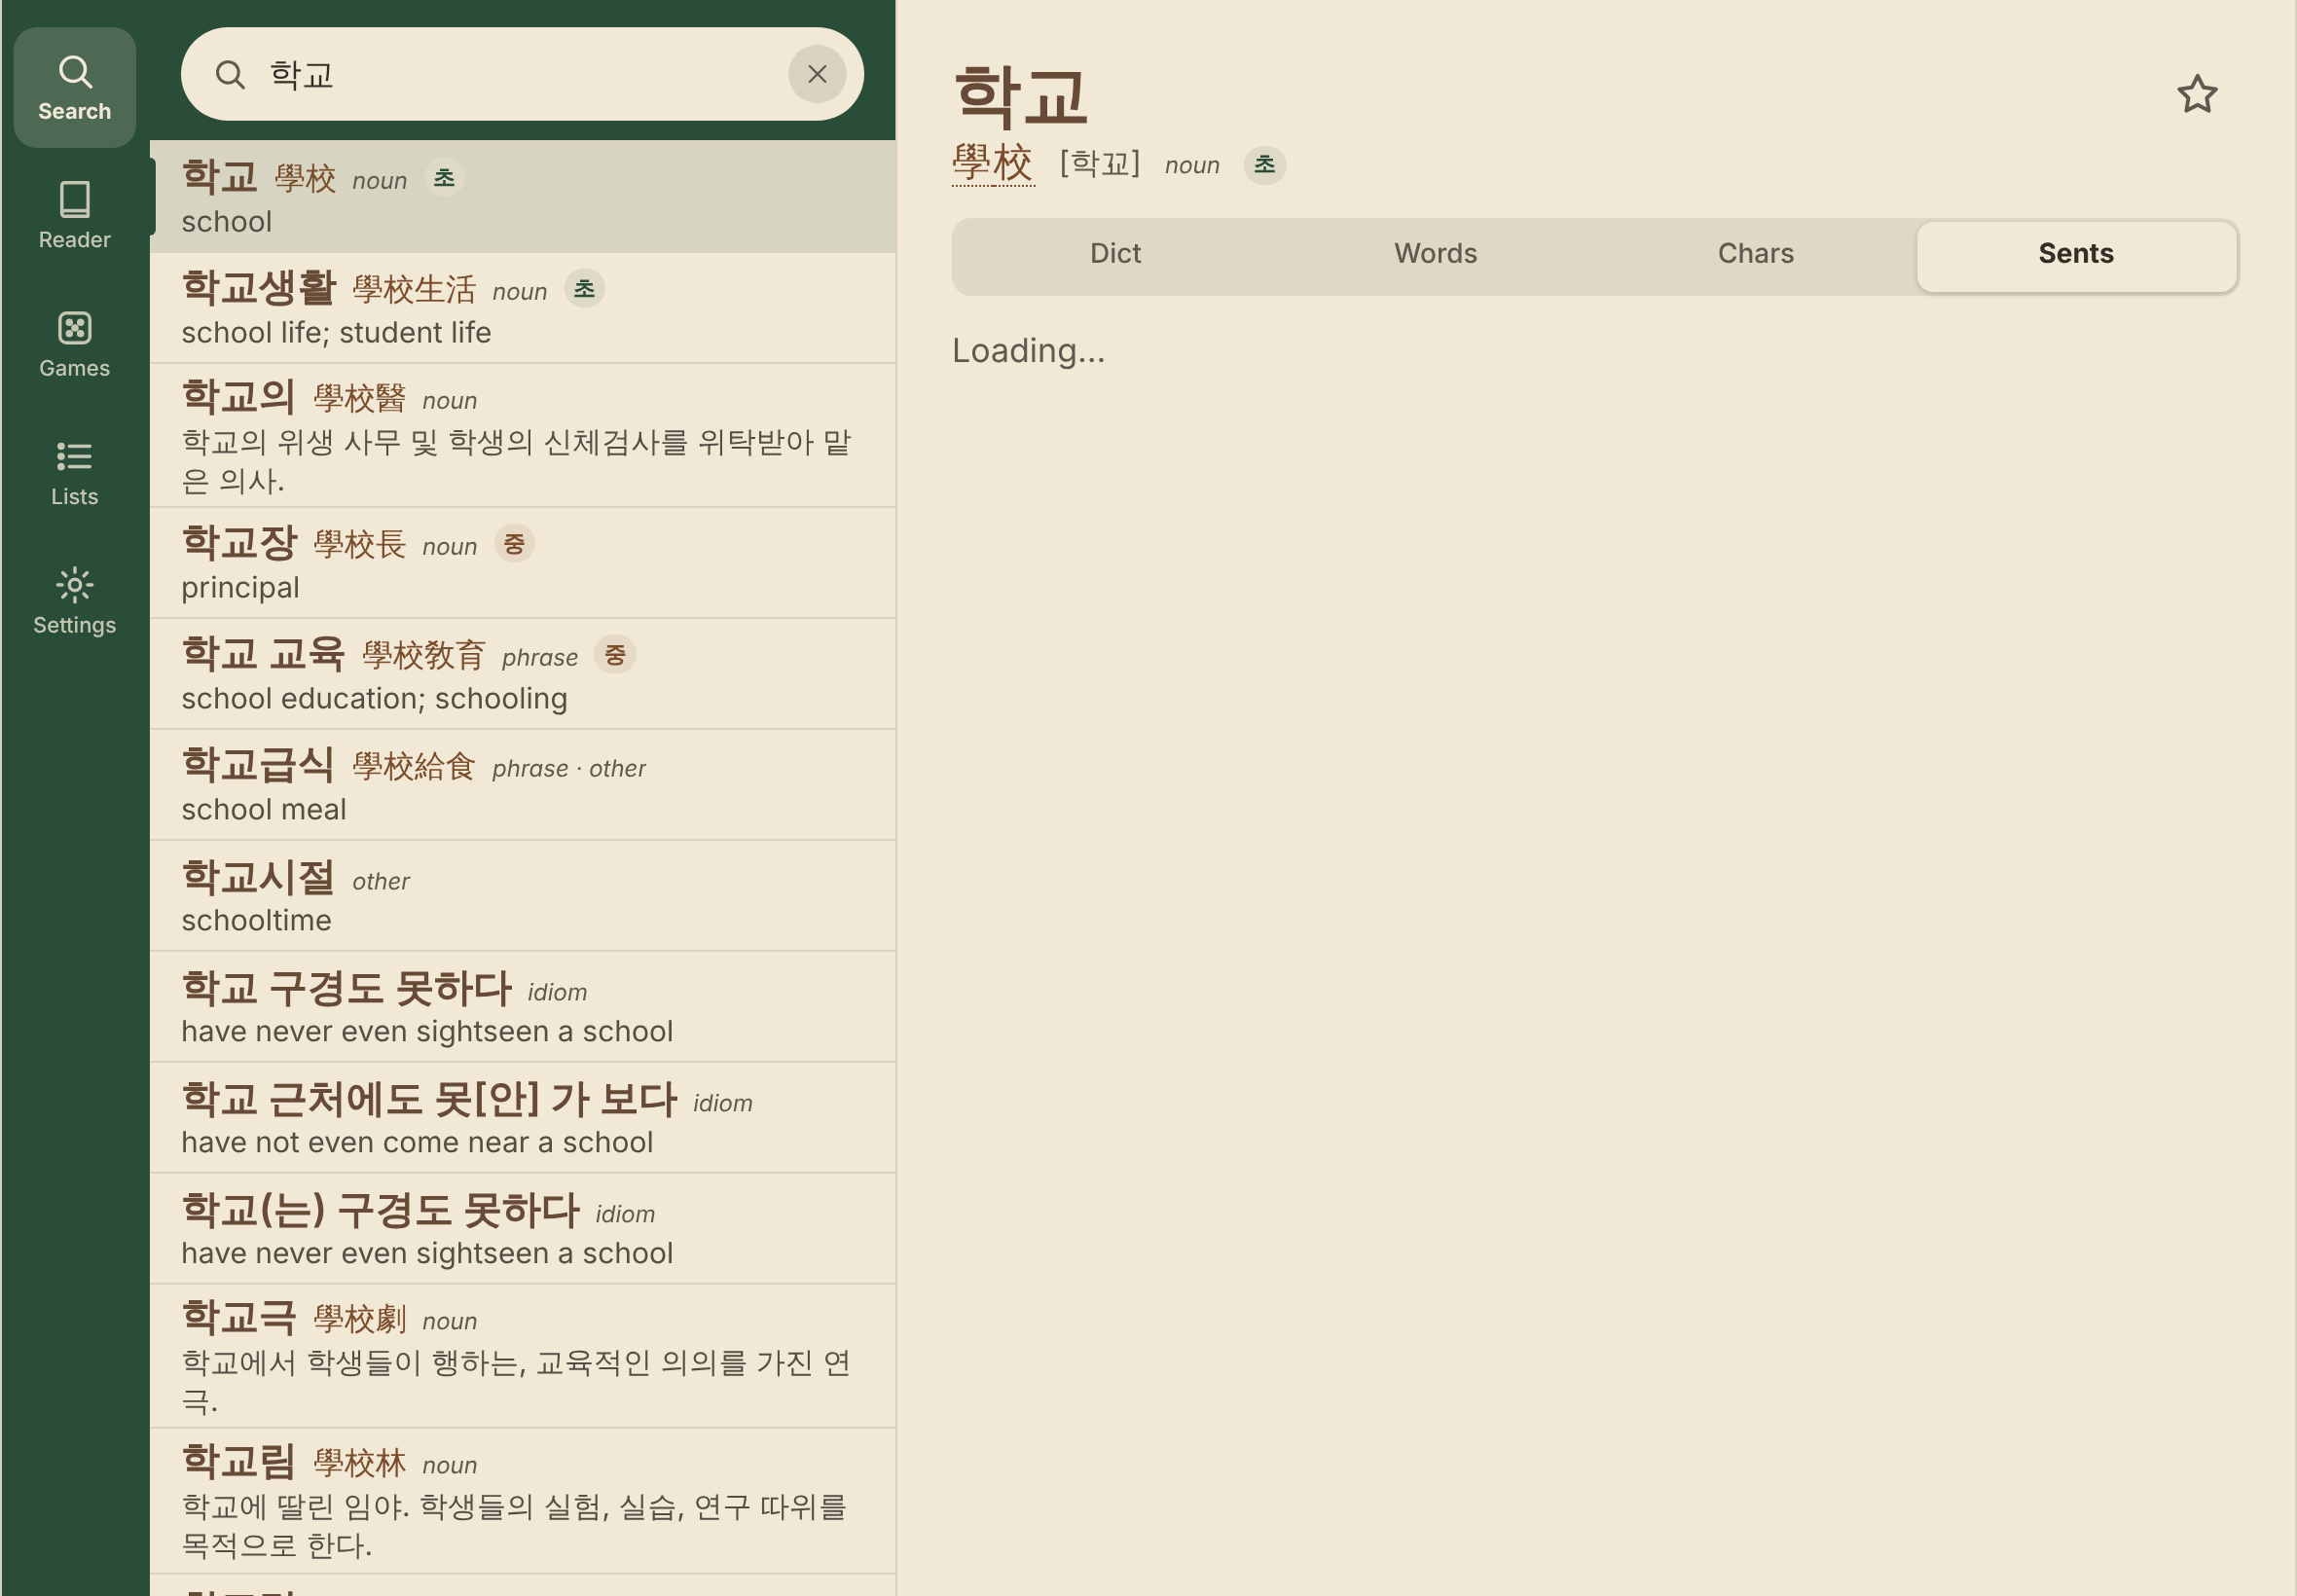 Search
Reader
Games
Lists
Settings
학교
학교 學校 noun 초
school
학교생활 學校生活 noun 초
school life; student life
학교의 學校醫 noun
학교의 위생 사무 및 학생의 신체검사를 위탁받아 맡
은 의사.
학교장 學校長 noun 중
principal
학교 교육 學校敎育 phrase 중
school education; schooling
학교급식 學校給食 phrase · other
school meal
학교시절 other
schooltime
학교 구경도 못하다 idiom
have never even sightseen a school
학교 근처에도 못[안] 가 보다 idiom
have not even come near a school
학교(는) 구경도 못하다 idiom
have never even sightseen a school
학교극 學校劇 noun
학교에서 학생들이 행하는, 교육적인 의의를 가진 연
극.
학교림 學校林 noun
학교에 딸린 임야. 학생들의 실험, 실습, 연구 따위를
목적으로 한다.
학교
學校 [학꾜] noun 초
Dict Words Chars Sents
Loading...